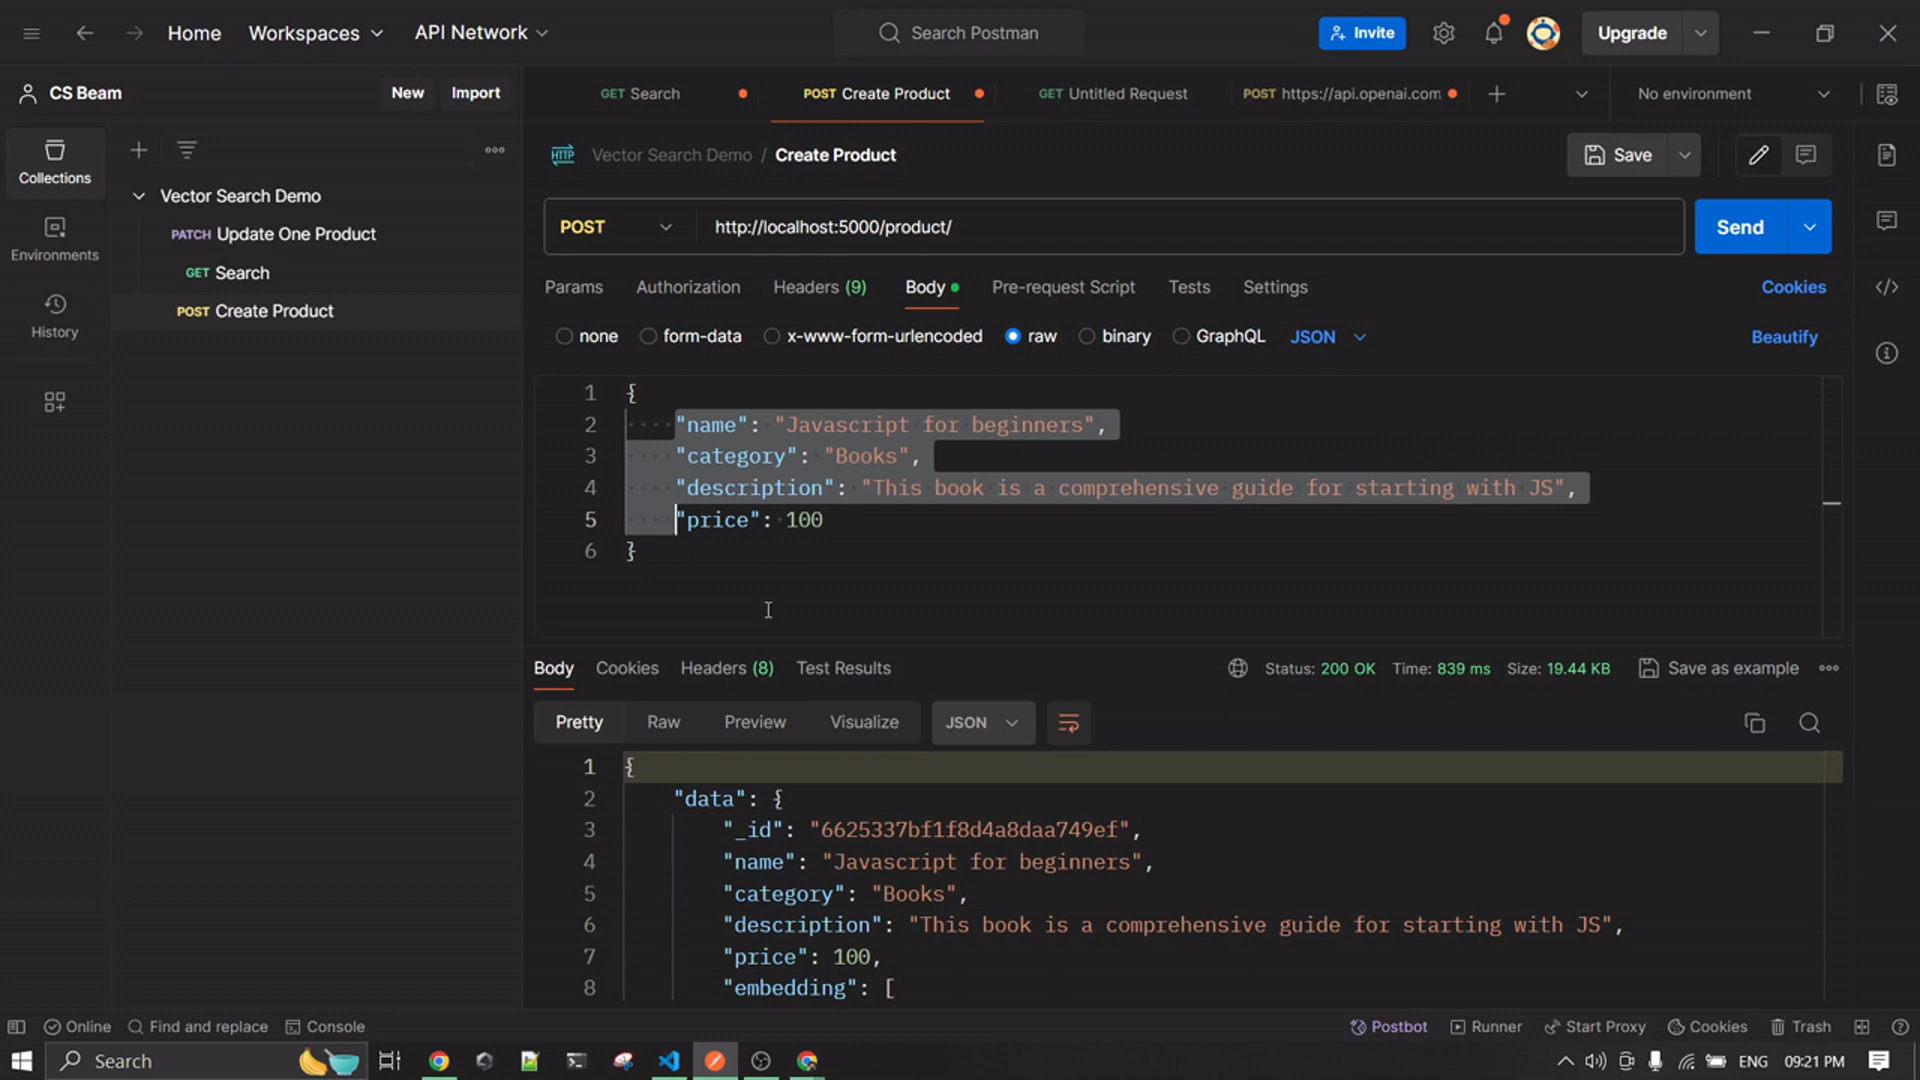 Home Workspaces API Network Search Postman Invite Upgrade
CS Beam New Import GET Search POST Create Product GET Untitled Request POST https://api.openai.com No environment
Collections
Environments
History
Vector Search Demo
PATCH Update One Product
GET Search
POST Create Product
HTTP Vector Search Demo / Create Product Save
POST http://localhost:5000/product/ Send
Params Authorization Headers (9) Body Pre-request Script Tests Settings Cookies
none form-data x-www-form-urlencoded raw binary GraphQL JSON Beautify
1 {
2 "name": "Javascript for beginners",
3 "category": "Books",
4 "description": "This book is a comprehensive guide for starting with JS",
5 "price": 100
6 }
Body Cookies Headers (8) Test Results Status: 200 OK Time: 839 ms Size: 19.44 KB Save as example
Pretty Raw Preview Visualize JSON
1 {
2 "data": {
3 "_id": "6625337bf1f8d4a8daa749ef",
4 "name": "Javascript for beginners",
5 "category": "Books",
6 "description": "This book is a comprehensive guide for starting with JS",
7 "price": 100,
8 "embedding": [
Online Find and replace Console Postbot Runner Start Proxy Cookies Trash
Search ENG 09:21 PM